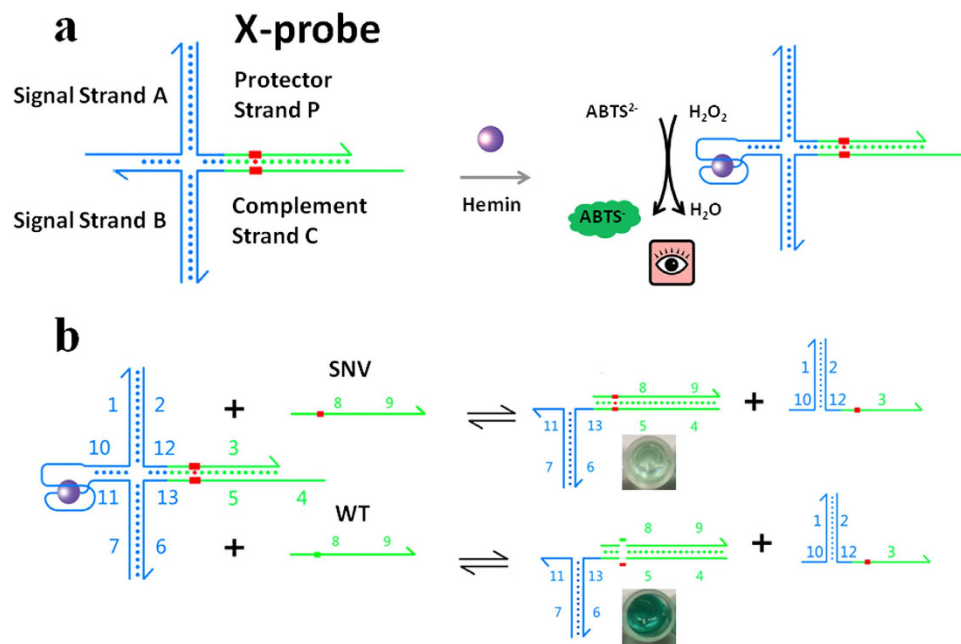 a
X-probe
Signal Strand A
Protector
Strand P
Signal Strand B
Complement
Strand C
Hemin
ABTS²⁻
H₂O₂
ABTS⁻
H₂O
b
SNV
WT
1 2
10 12 3
11 13 5 4
7 6
8 9
8 9
8 9
11 13 5 4
7 6
1 2
10 12 3
8 9
11 13 5 4
7 6
1 2
10 12 3